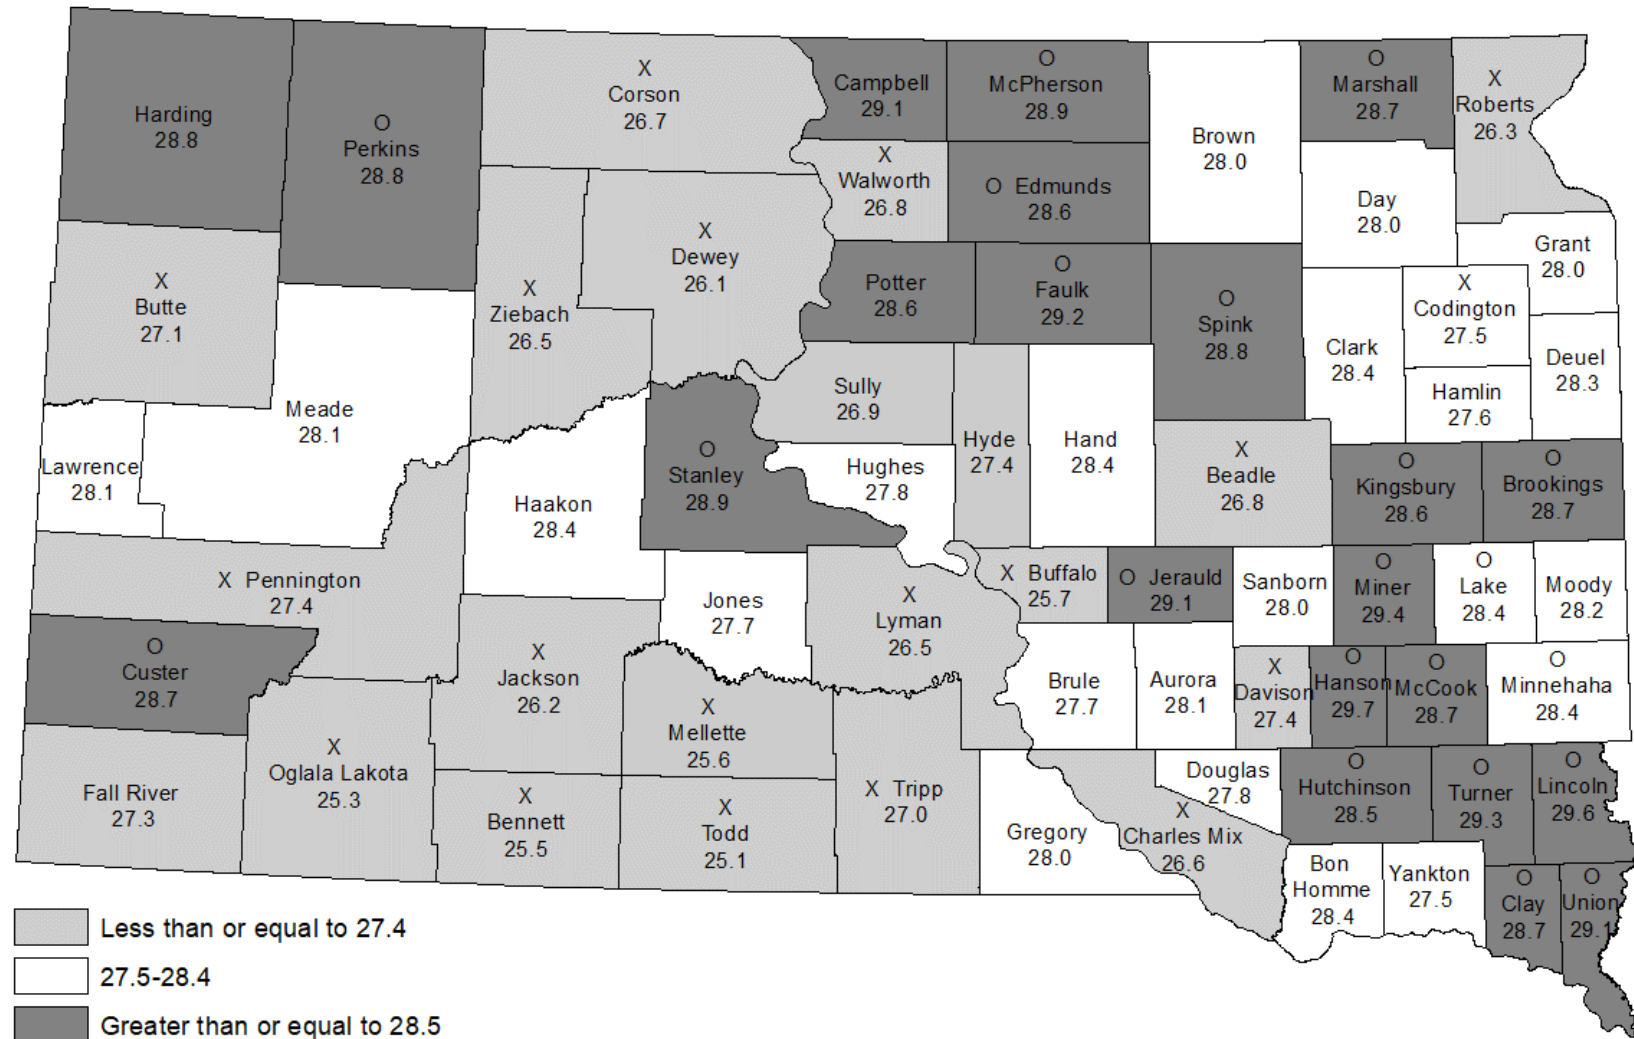 Harding
28.8
O
Perkins
28.8
X
Corson
26.7
Campbell
29.1
O
McPherson
28.9
Brown
28.0
O
Marshall
28.7
X
Roberts
26.3
X
Walworth
26.8
O Edmunds
28.6
Day
28.0
Grant
28.0
X
Butte
27.1
X
Ziebach
26.5
X
Dewey
26.1
Potter
28.6
O
Faulk
29.2
O
Spink
28.8
Clark
28.4
X
Codington
27.5
Deuel
28.3
Hamlin
27.6
Meade
28.1
Sully
26.9
Lawrence
28.1
Haakon
28.4
O
Stanley
28.9
Hughes
27.8
Hyde
27.4
Hand
28.4
X
Beadle
26.8
O
Kingsbury
28.6
O
Brookings
28.7
X Pennington
27.4
Jones
27.7
X
Lyman
26.5
X Buffalo
25.7
O Jerauld
29.1
Sanborn
28.0
O
Miner
29.4
O
Lake
28.4
Moody
28.2
O
Custer
28.7
X
Jackson
26.2
X
Mellette
25.6
Brule
27.7
Aurora
28.1
X
Davison
27.4
O
Hanson
29.7
O
McCook
28.7
O
Minnehaha
28.4
Fall River
27.3
X
Oglala Lakota
25.3
X
Bennett
25.5
X
Todd
25.1
X Tripp
27.0
Gregory
28.0
Douglas
27.8
X
Charles Mix
26.6
O
Hutchinson
28.5
O
Turner
29.3
O
Lincoln
29.6
Bon
Homme
28.4
Yankton
27.5
O
Clay
28.7
O
Union
29.1
Less than or equal to 27.4
27.5-28.4
Greater than or equal to 28.5